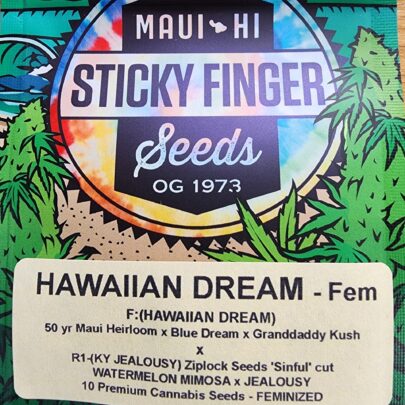 MAUI HI
STICKY FINGER
Seeds
OG 1973
HAWAIIAN DREAM - Fem
F:(HAWAIIAN DREAM)
50 yr Maui Heirloom x Blue Dream x Granddaddy Kush
x
R1-(KY JEALOUSY) Ziplock Seeds 'Sinful' cut
WATERMELON MIMOSA x JEALOUSY
10 Premium Cannabis Seeds - FEMINIZED